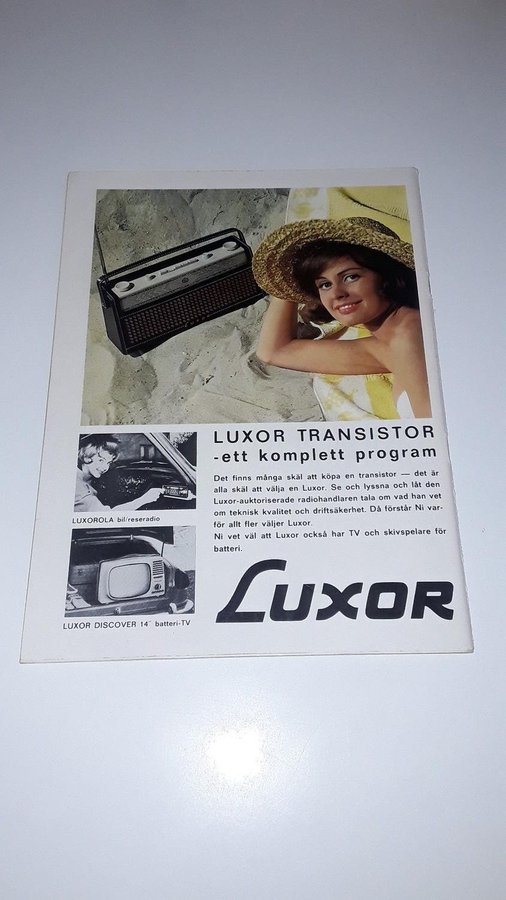 LUXOR TRANSISTOR
-ett komplett program
Det finns många skäl att köpa en transistor — det är
alla skäl att välja en Luxor. Se och lyssna och låt den
Luxor-auktoriserade radiohandlaren tala om vad han vet
om teknisk kvalitet och driftsäkerhet. Då förstår Ni var-
för allt fler väljer Luxor.
Ni vet väl att Luxor också har TV och skivspelare för
batteri.
LUXOROLA bil/reseradio
LUXOR DISCOVER 14" batteri-TV
LUXOR